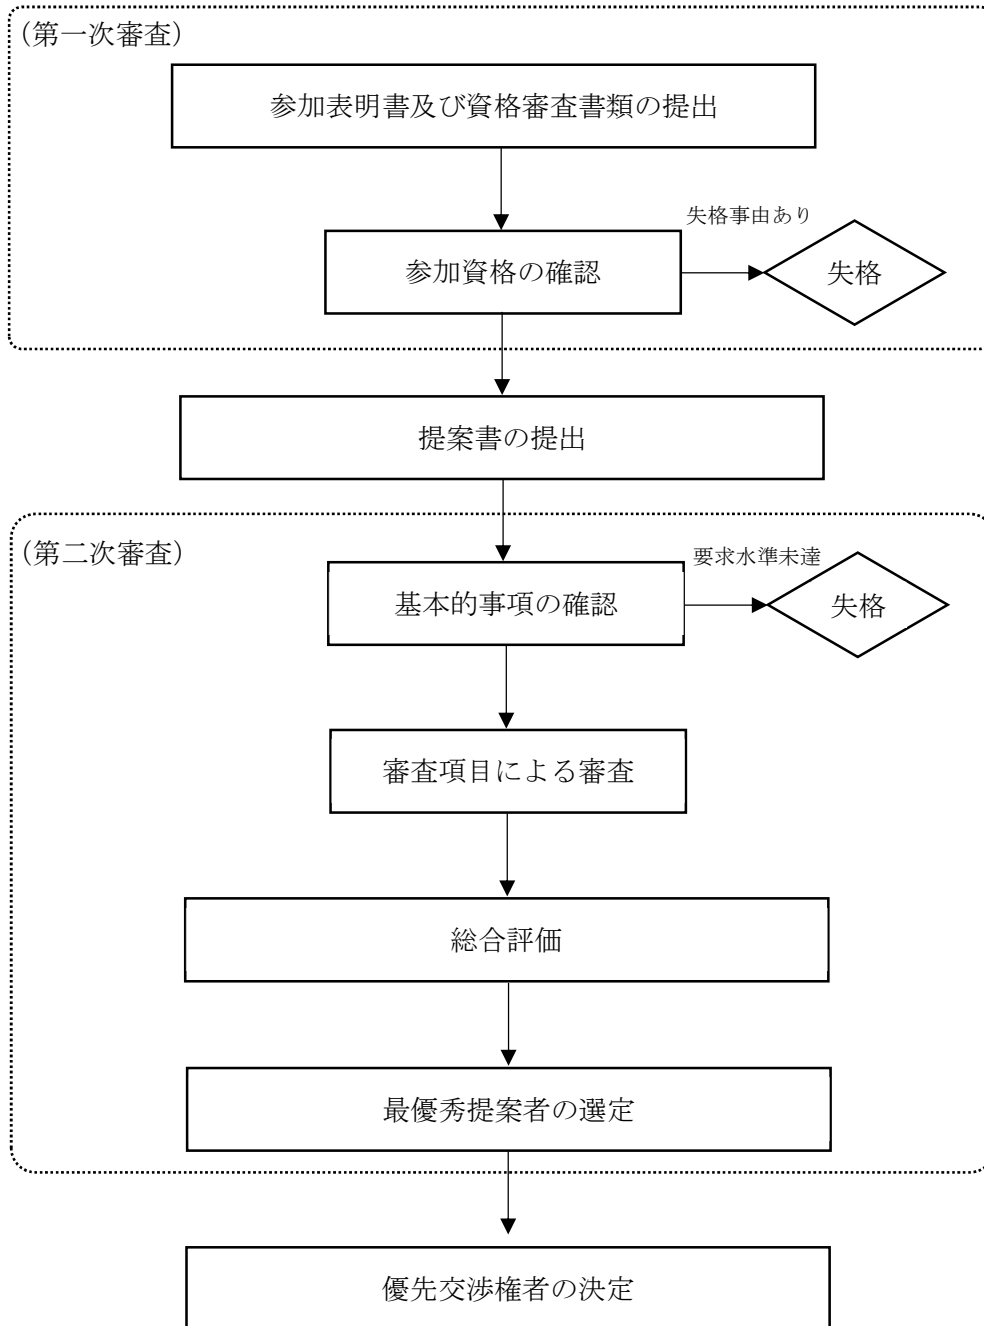 （第一次審査）
参加表明書及び資格審査書類の提出
失格事由あり
参加資格の確認
失格
提案書の提出
（第二次審査）
要求水準未達
基本的事項の確認
失格
審査項目による審査
総合評価
最優秀提案者の選定
優先交渉権者の決定